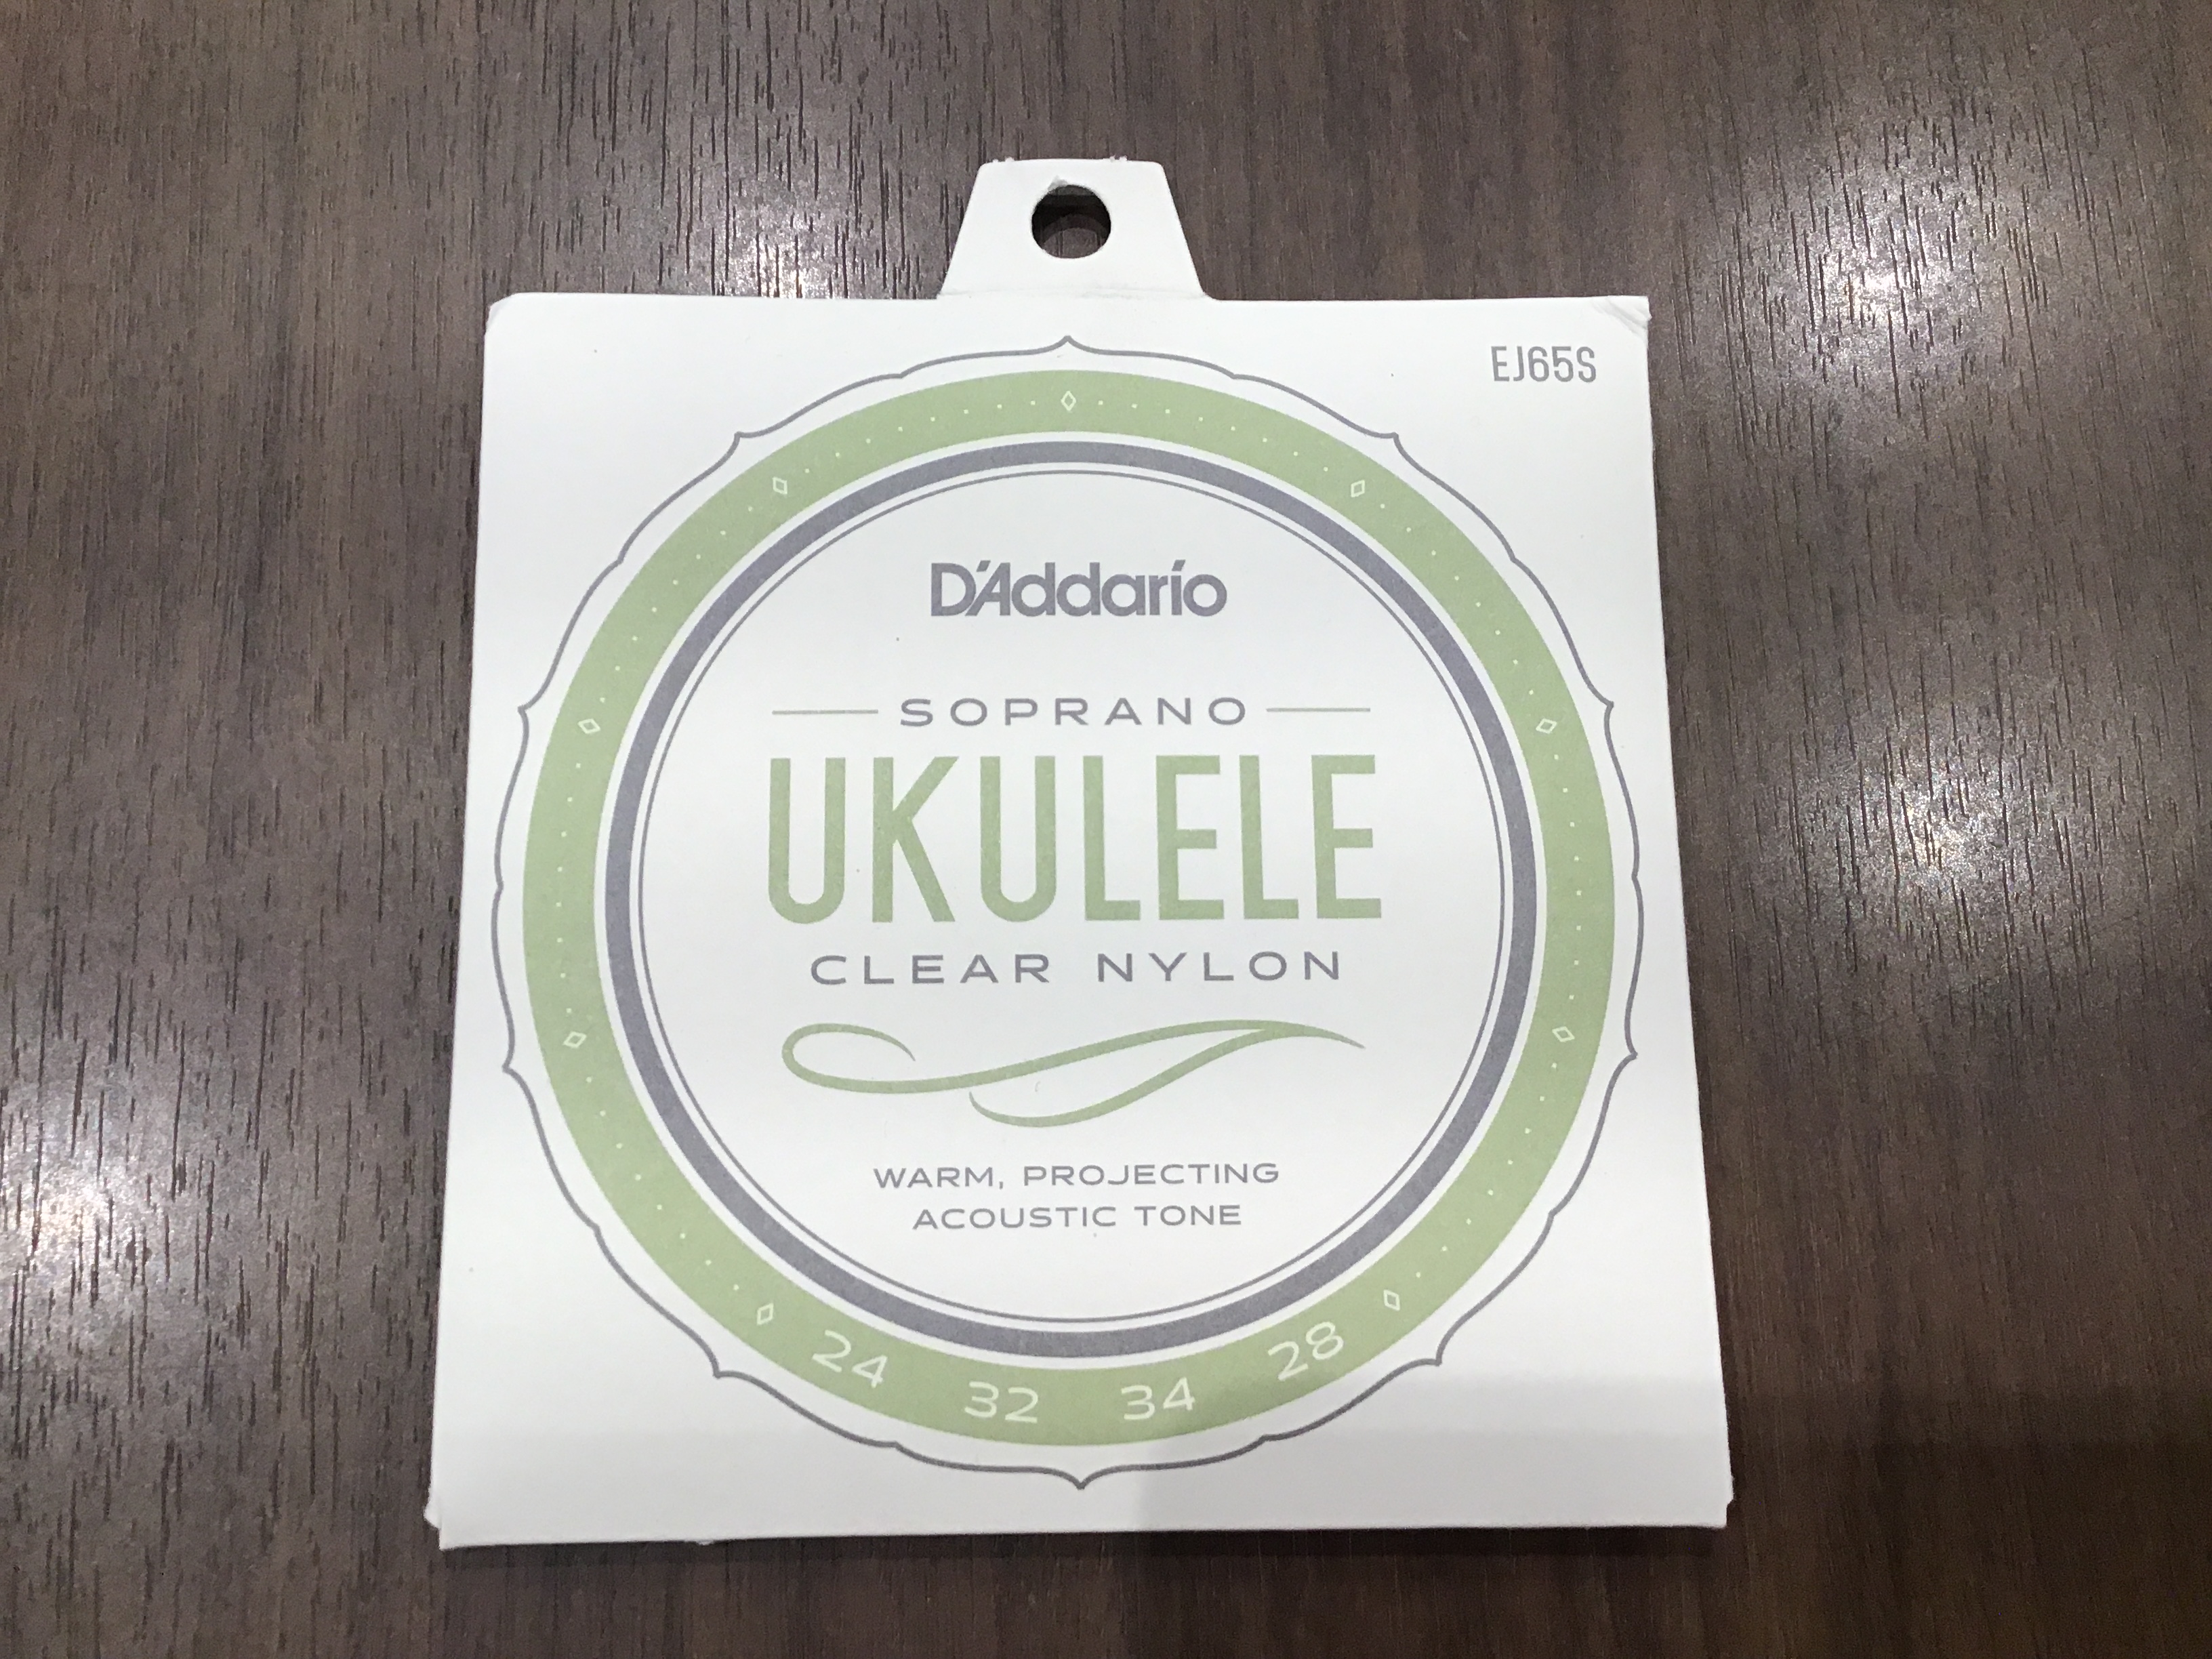 EJ65S
D'Addario
SOPRANO
UKULELE
CLEAR NYLON
WARM, PROJECTING
ACOUSTIC TONE
24 32 34 28